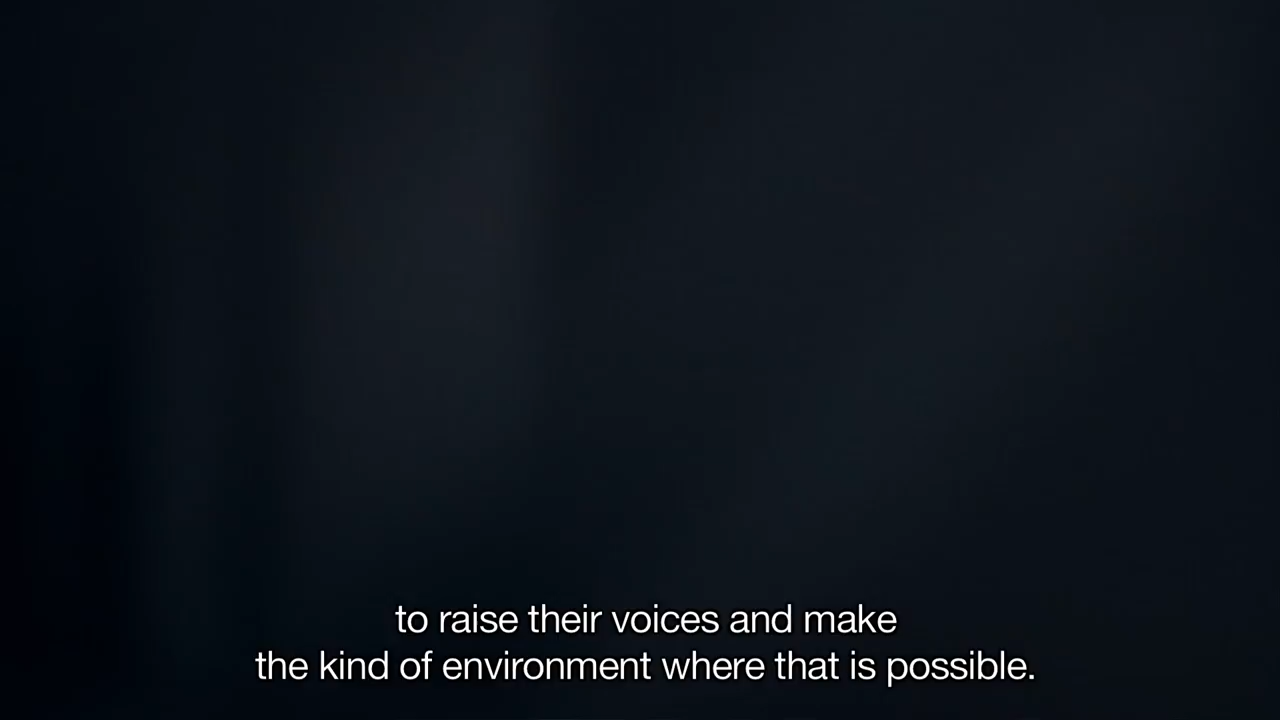 to raise their voices and make
the kind of environment where that is possible.